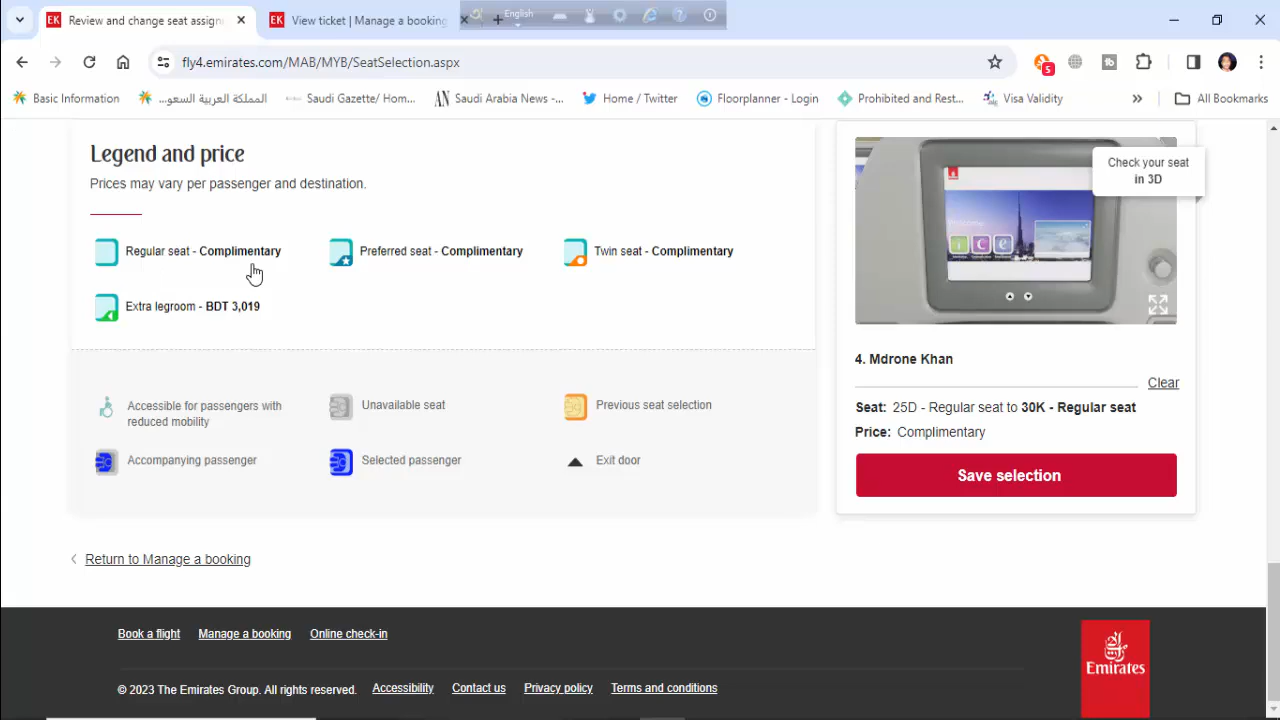 Review and change seat assign
View ticket | Manage a booking
English
fly4.emirates.com/MAB/MYB/SeatSelection.aspx
5
Basic Information
المملكة العربية السعو...
Saudi Gazette/ Hom...
Saudi Arabia News -...
Home / Twitter
Floorplanner - Login
Prohibited and Rest...
Visa Validity
All Bookmarks
Legend and price
Prices may vary per passenger and destination.
Regular seat - Complimentary
Preferred seat - Complimentary
Twin seat - Complimentary
Extra legroom - BDT 3,019
Accessible for passengers with
reduced mobility
Unavailable seat
Previous seat selection
Accompanying passenger
Selected passenger
Exit door
Check your seat
in 3D
4. Mdrone Khan
Clear
Seat: 25D - Regular seat to 30K - Regular seat
Price: Complimentary
Save selection
Return to Manage a booking
Book a flight
Manage a booking
Online check-in
Emirates
© 2023 The Emirates Group. All rights reserved.
Accessibility
Contact us
Privacy policy
Terms and conditions